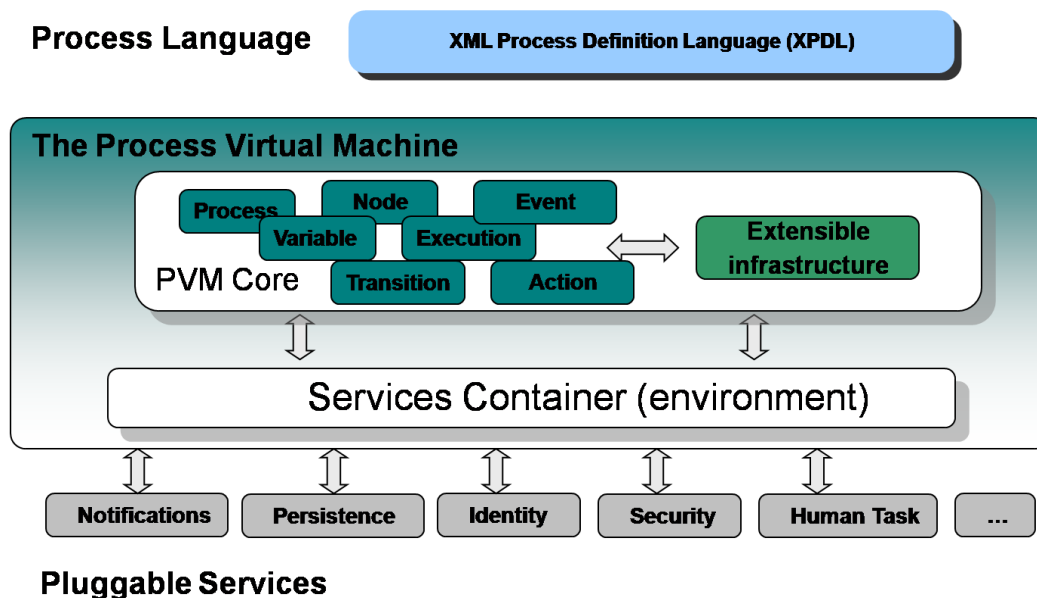 Process Language
XML Process Definition Language (XPDL)
The Process Virtual Machine
Process
Node
Event
Variable
Execution
PVM Core
Transition
Action
Extensible
infrastructure
Services Container (environment)
Notifications
Persistence
Identity
Security
Human Task
...
Pluggable Services